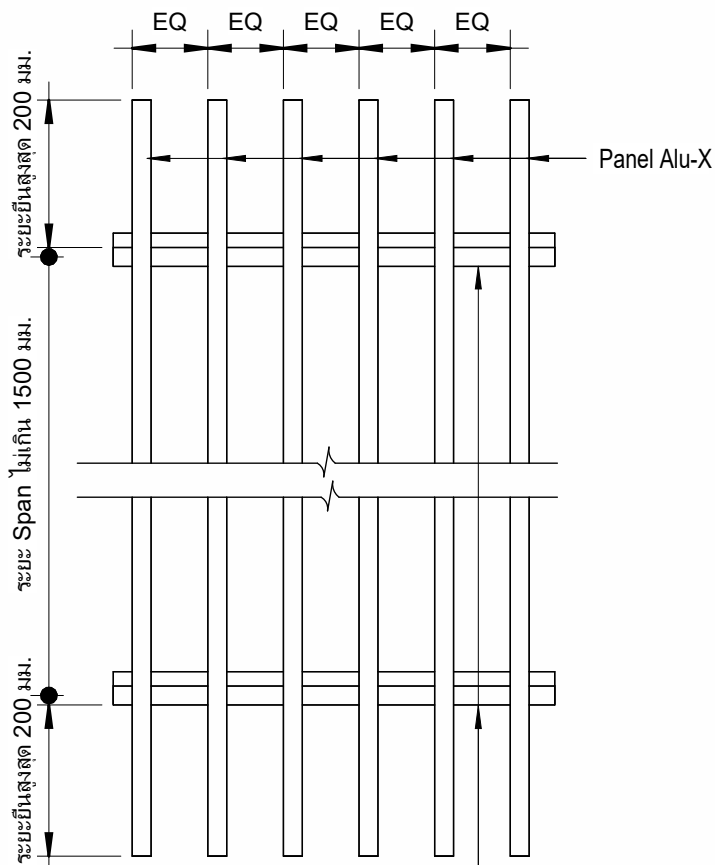 EQ EQ EQ EQ EQ
ระยะยืนสูงสุด 200 มม.
Panel Alu-X
ระยะ Span ไม่เกิน 1500 มม.
ระยะยืนสูงสุด 200 มม.